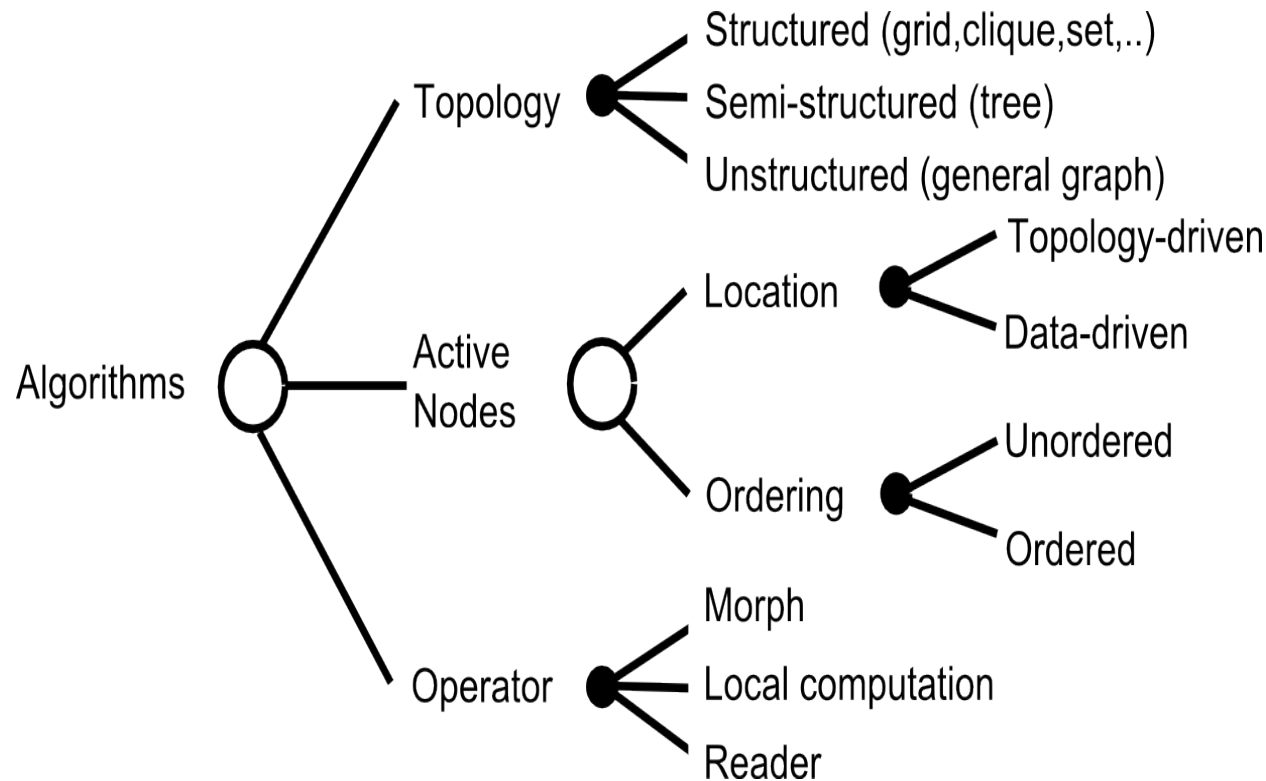 Structured (grid,clique,set,..)
Topology
Semi-structured (tree)
Unstructured (general graph)
Topology-driven
Location
Data-driven
Algorithms
Active
Nodes
Unordered
Ordering
Ordered
Morph
Operator
Local computation
Reader